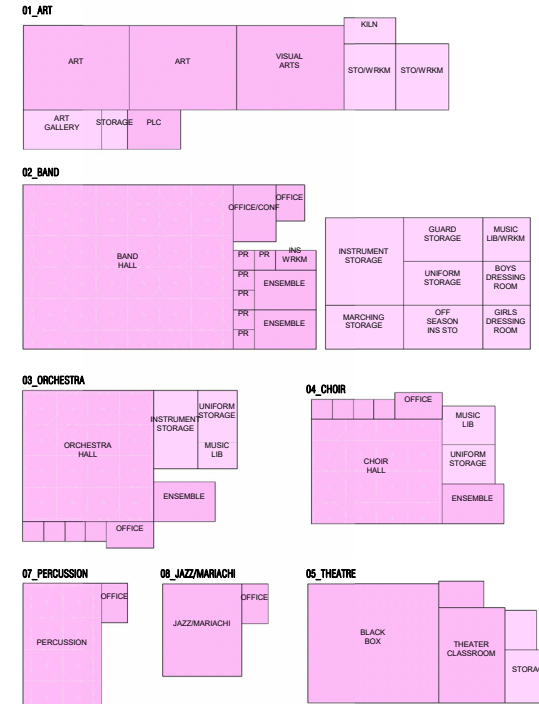 01_ART
KILN
ART
ART
VISUAL
ARTS
STO/WRKM
STO/WRKM
ART
GALLERY
STORAGE
PLC
02_BAND
OFFICE/CONF
OFFICE
BAND
HALL
PR
PR
INS
WRKM
PR
PR
ENSEMBLE
PR
PR
ENSEMBLE
INSTRUMENT
STORAGE
GUARD
STORAGE
MUSIC
LIB/WRKM
UNIFORM
STORAGE
BOYS
DRESSING
ROOM
MARCHING
STORAGE
OFF
SEASON
INS STO
GIRLS
DRESSING
ROOM
03_ORCHESTRA
ORCHESTRA
HALL
INSTRUMENT
STORAGE
UNIFORM
STORAGE
MUSIC
LIB
ENSEMBLE
OFFICE
04_CHOIR
OFFICE
CHOIR
HALL
MUSIC
LIB
UNIFORM
STORAGE
ENSEMBLE
07_PERCUSSION
OFFICE
PERCUSSION
08_JAZZ/MARIACHI
OFFICE
JAZZ/MARIACHI
05_THEATRE
BLACK
BOX
THEATER
CLASSROOM
STORA